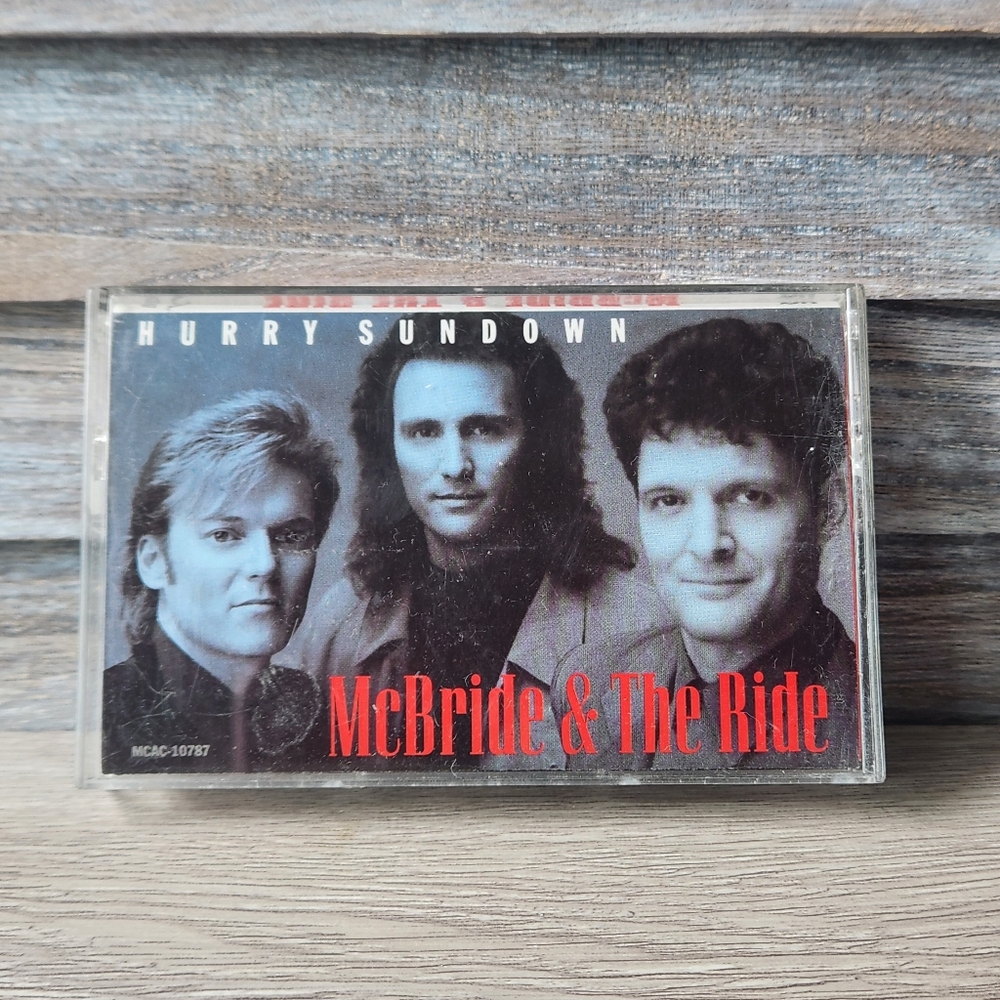 HURRY SUNDOWN
McBride & The Ride
MCAC-10787